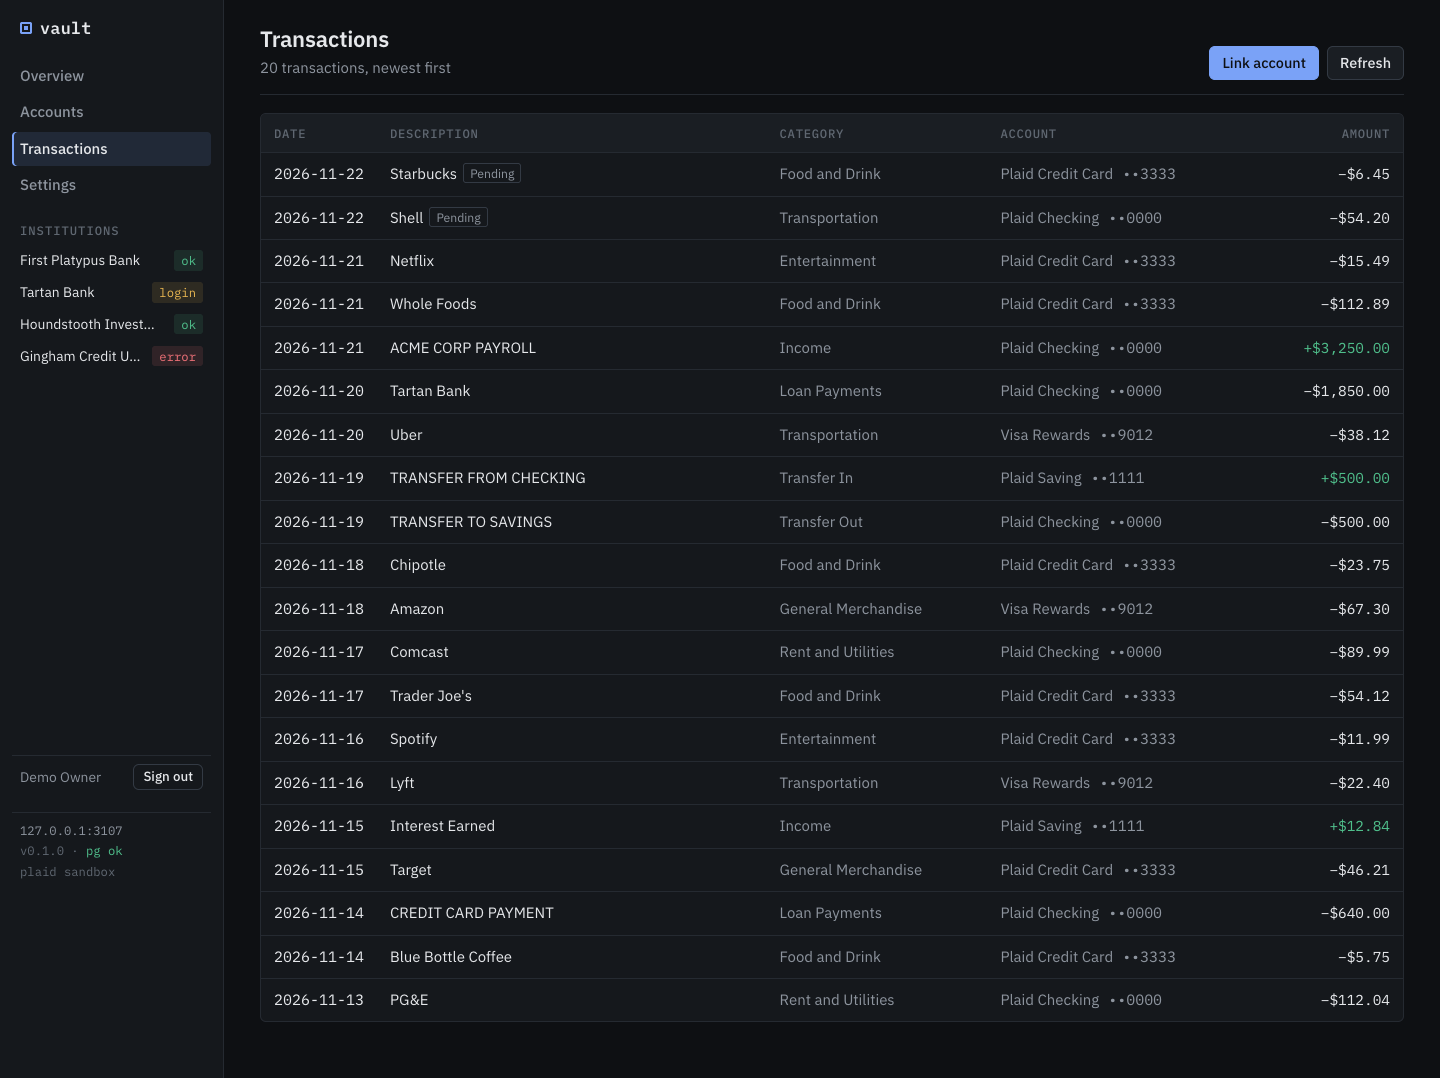 vault
Overview
Accounts
Transactions
Settings
INSTITUTIONS
First Platypus Bank ok
Tartan Bank login
Houndstooth Invest... ok
Gingham Credit U... error
Demo Owner Sign out
127.0.0.1:3107
v0.1.0 · pg ok
plaid sandbox
Transactions
20 transactions, newest first
Link account Refresh
DATE DESCRIPTION CATEGORY ACCOUNT AMOUNT
2026-11-22 Starbucks Pending Food and Drink Plaid Credit Card ••3333 −$6.45
2026-11-22 Shell Pending Transportation Plaid Checking ••0000 −$54.20
2026-11-21 Netflix Entertainment Plaid Credit Card ••3333 −$15.49
2026-11-21 Whole Foods Food and Drink Plaid Credit Card ••3333 −$112.89
2026-11-21 ACME CORP PAYROLL Income Plaid Checking ••0000 +$3,250.00
2026-11-20 Tartan Bank Loan Payments Plaid Checking ••0000 −$1,850.00
2026-11-20 Uber Transportation Visa Rewards ••9012 −$38.12
2026-11-19 TRANSFER FROM CHECKING Transfer In Plaid Saving ••1111 +$500.00
2026-11-19 TRANSFER TO SAVINGS Transfer Out Plaid Checking ••0000 −$500.00
2026-11-18 Chipotle Food and Drink Plaid Credit Card ••3333 −$23.75
2026-11-18 Amazon General Merchandise Visa Rewards ••9012 −$67.30
2026-11-17 Comcast Rent and Utilities Plaid Checking ••0000 −$89.99
2026-11-17 Trader Joe's Food and Drink Plaid Credit Card ••3333 −$54.12
2026-11-16 Spotify Entertainment Plaid Credit Card ••3333 −$11.99
2026-11-16 Lyft Transportation Visa Rewards ••9012 −$22.40
2026-11-15 Interest Earned Income Plaid Saving ••1111 +$12.84
2026-11-15 Target General Merchandise Plaid Credit Card ••3333 −$46.21
2026-11-14 CREDIT CARD PAYMENT Loan Payments Plaid Checking ••0000 −$640.00
2026-11-14 Blue Bottle Coffee Food and Drink Plaid Credit Card ••3333 −$5.75
2026-11-13 PG&E Rent and Utilities Plaid Checking ••0000 −$112.04